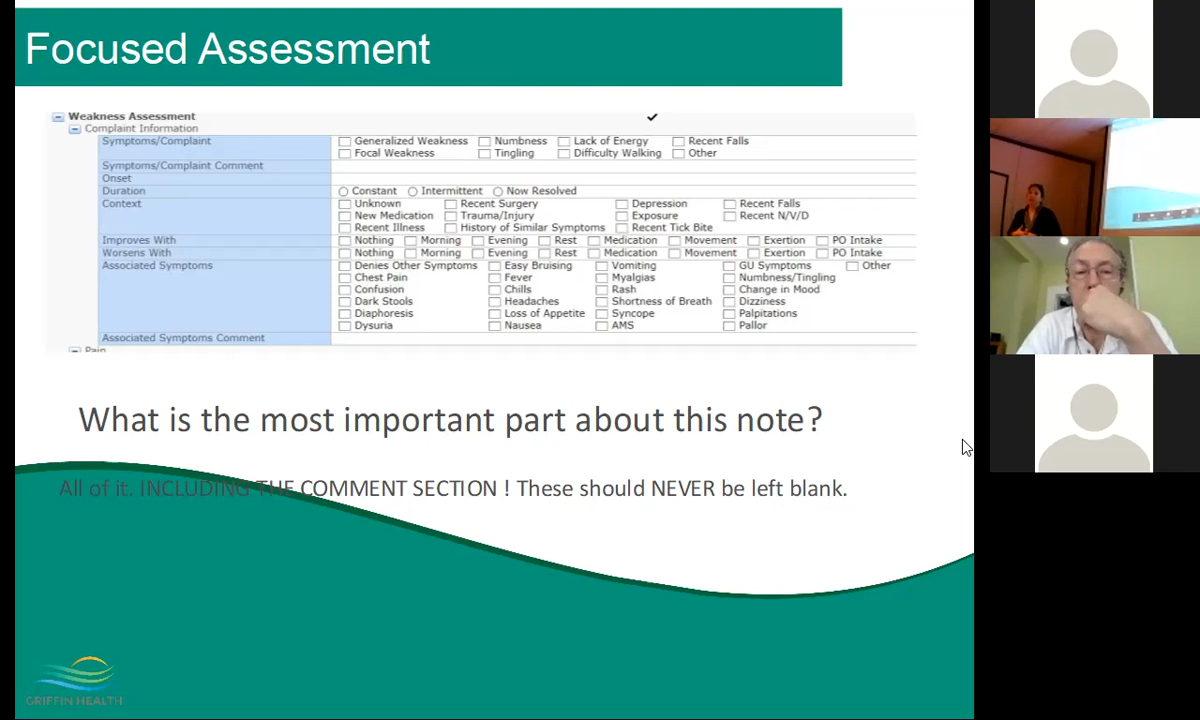 Focused Assessment
Weakness Assessment
Complaint Information
Symptoms/Complaint Generalized Weakness Numbness Lack of Energy Recent Falls
Focal Weakness Tingling Difficulty Walking Other
Symptoms/Complaint Comment
Onset
Duration Constant Intermittent Now Resolved
Context Unknown Recent Surgery Depression Recent Falls
New Medication Trauma/Injury Exposure Recent N/V/D
Recent Illness History of Similar Symptoms Recent Tick Bite
Improves With Nothing Morning Evening Rest Medication Movement Exertion PO Intake
Worsens With Nothing Morning Evening Rest Medication Movement Exertion PO Intake
Associated Symptoms Denies Other Symptoms Easy Bruising Vomiting GU Symptoms Other
Chest Pain Fever Myalgias Numbness/Tingling
Confusion Chills Rash Change in Mood
Dark Stools Headaches Shortness of Breath Dizziness
Diaphoresis Loss of Appetite Syncope Palpitations
Dysuria Nausea AMS Pallor
Associated Symptoms Comment
Pain
What is the most important part about this note?
All of it. INCLUDING THE COMMENT SECTION ! These should NEVER be left blank.
GRIFFIN HEALTH